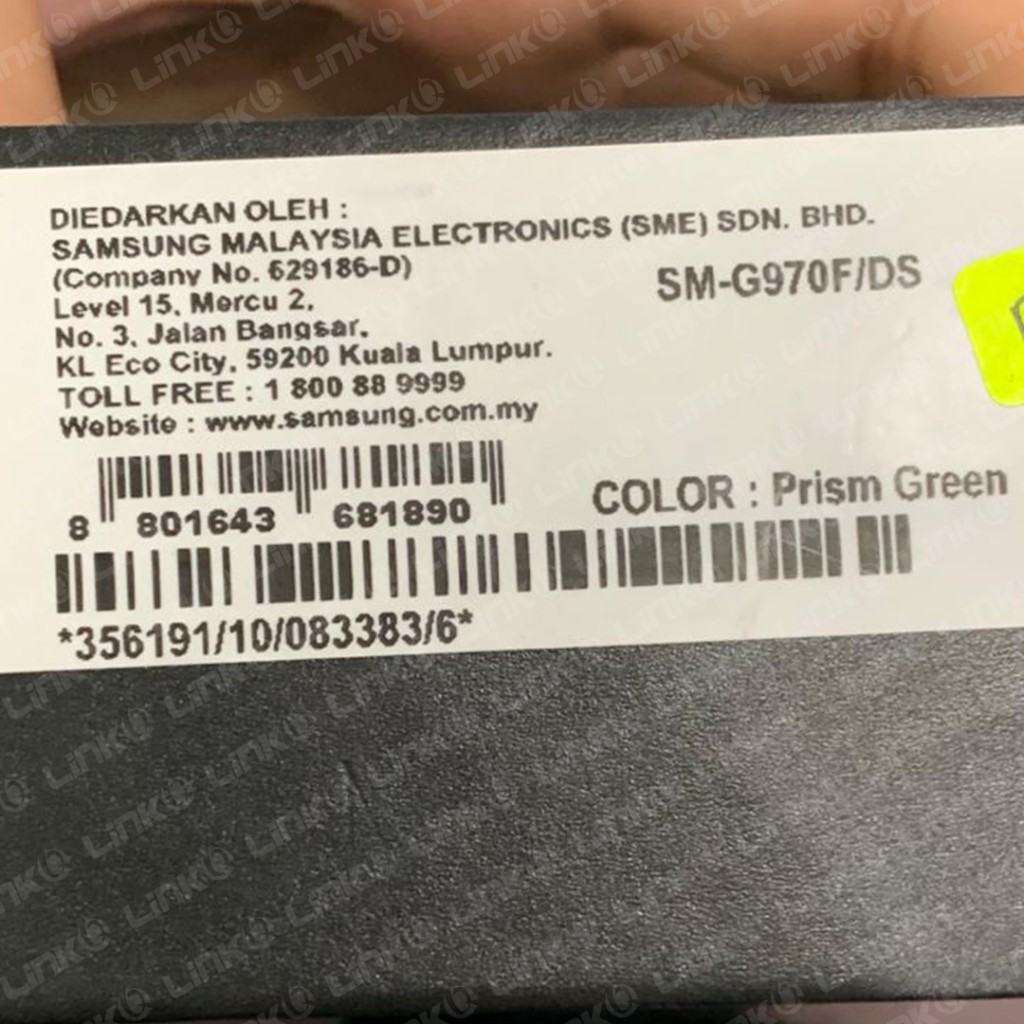 DIEDARKAN OLEH :
SAMSUNG MALAYSIA ELECTRONICS (SME) SDN. BHD.
(Company No. 629186-D)
SM-G970F/DS
Level 15, Mercu 2,
No. 3, Jalan Bangsar,
KL Eco City, 59200 Kuala Lumpur.
TOLL FREE : 1 800 88 9999
Website : www.samsung.com.my
COLOR : Prism Green
8 801643 681890
*356191/10/083383/6*
LINKQ